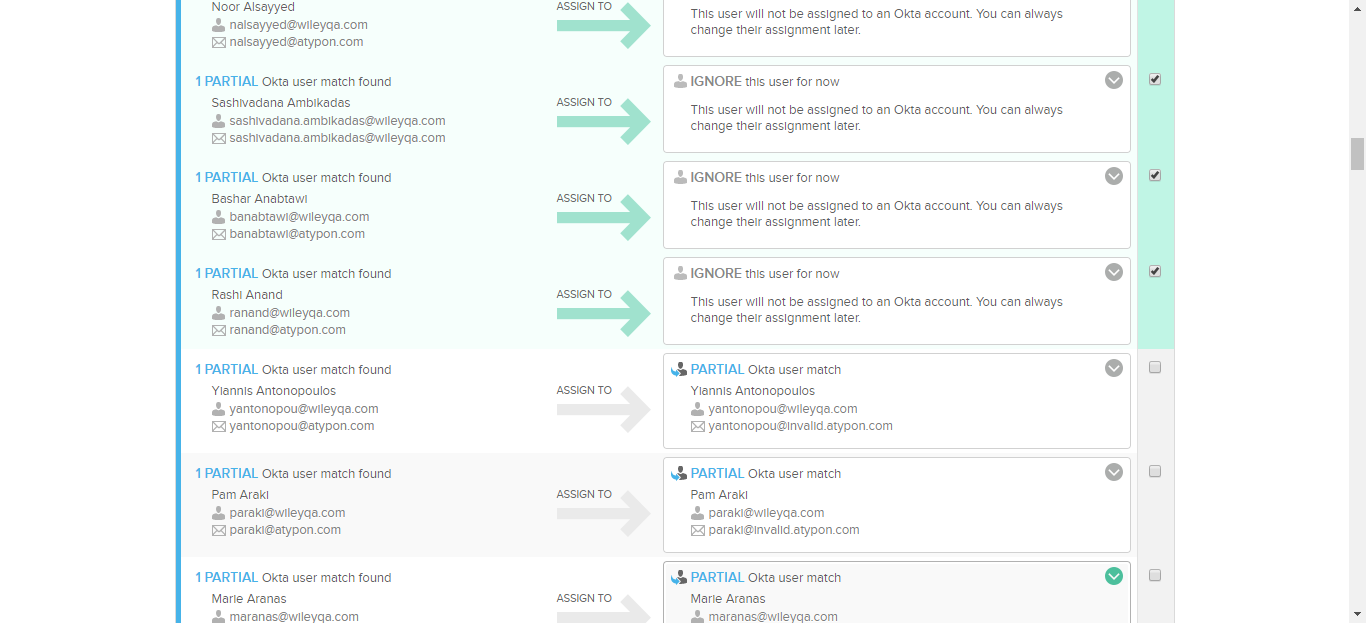 Noor Alsayyed
nalsayyed@wileyqa.com
nalsayyed@atypon.com
ASSIGN TO
This user will not be assigned to an Okta account. You can always
change their assignment later.
1 PARTIAL Okta user match found
Sashivadana Ambikadas
sashivadana.ambikadas@wileyqa.com
sashivadana.ambikadas@wileyqa.com
ASSIGN TO
IGNORE this user for now
This user will not be assigned to an Okta account. You can always
change their assignment later.
1 PARTIAL Okta user match found
Bashar Anabtawi
banabtawi@wileyqa.com
banabtawi@atypon.com
ASSIGN TO
IGNORE this user for now
This user will not be assigned to an Okta account. You can always
change their assignment later.
1 PARTIAL Okta user match found
Rashi Anand
ranand@wileyqa.com
ranand@atypon.com
ASSIGN TO
IGNORE this user for now
This user will not be assigned to an Okta account. You can always
change their assignment later.
1 PARTIAL Okta user match found
Yiannis Antonopoulos
yantonopou@wileyqa.com
yantonopou@atypon.com
ASSIGN TO
PARTIAL Okta user match
Yiannis Antonopoulos
yantonopou@wileyqa.com
yantonopou@invalid.atypon.com
1 PARTIAL Okta user match found
Pam Araki
paraki@wileyqa.com
paraki@atypon.com
ASSIGN TO
PARTIAL Okta user match
Pam Araki
paraki@wileyqa.com
paraki@invalid.atypon.com
1 PARTIAL Okta user match found
Marie Aranas
maranas@wileyqa.com
ASSIGN TO
PARTIAL Okta user match
Marie Aranas
maranas@wileyqa.com